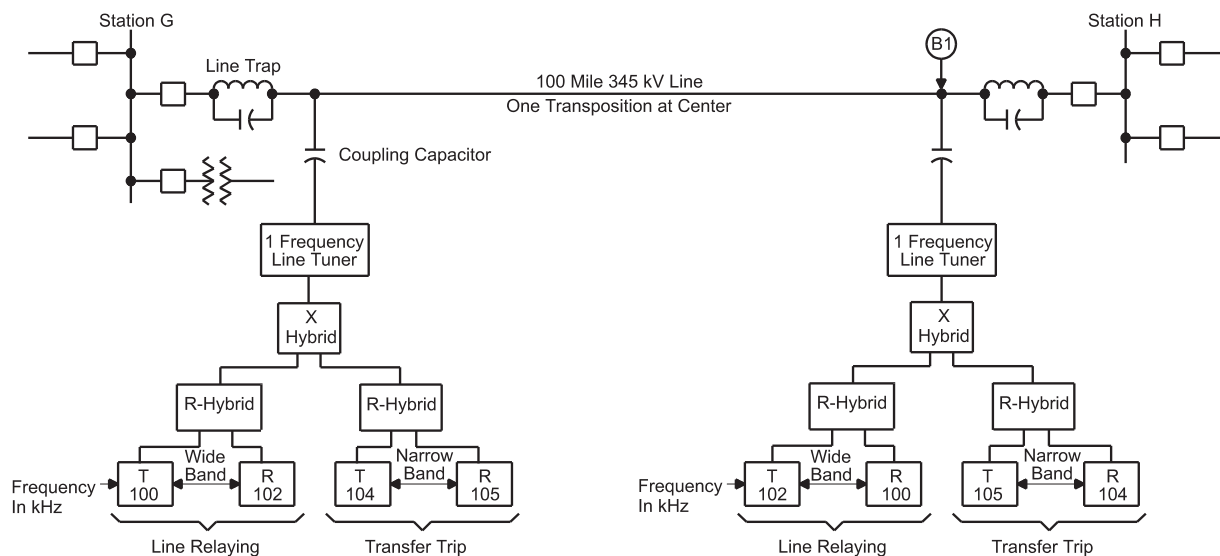 Station G
Station H
B1
Line Trap
100 Mile 345 kV Line
One Transposition at Center
Coupling Capacitor
1 Frequency
Line Tuner
1 Frequency
Line Tuner
X
Hybrid
X
Hybrid
R-Hybrid
R-Hybrid
R-Hybrid
R-Hybrid
Frequency
In kHz
T
100
Wide
Band
R
102
T
104
Narrow
Band
R
105
Frequency
In kHz
T
102
Wide
Band
R
100
T
105
Narrow
Band
R
104
Line Relaying
Transfer Trip
Line Relaying
Transfer Trip